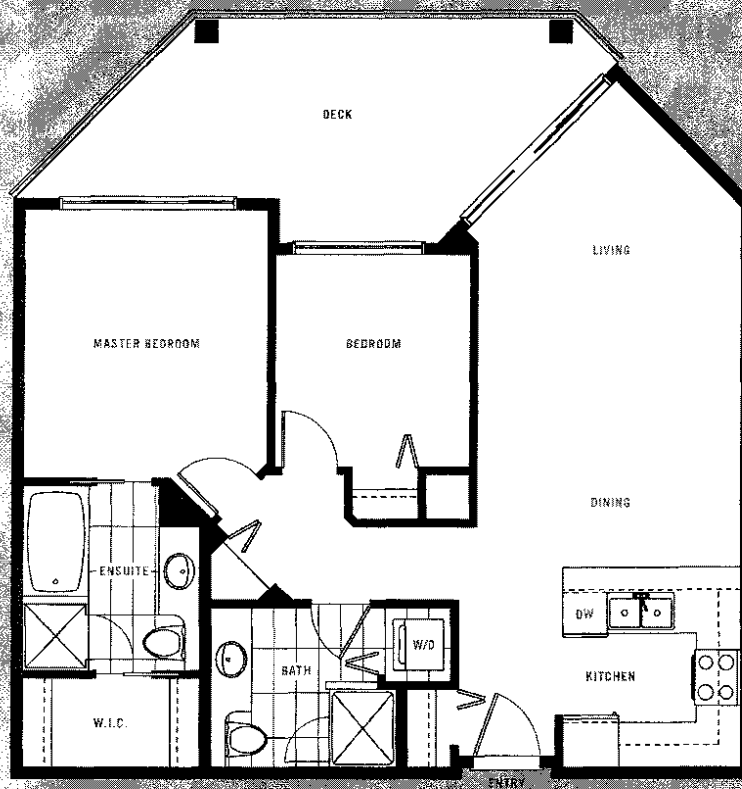 DECK
LIVING
MASTER BEDROOM
BEDROOM
DINING
ENSUITE
DW
W/D
BATH
KITCHEN
W.I.C.
ENTRY